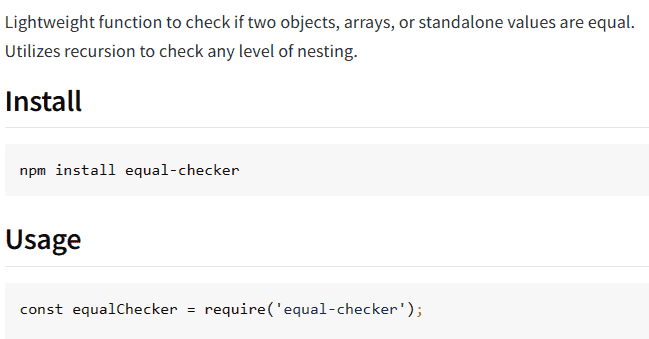 Lightweight function to check if two objects, arrays, or standalone values are equal.
Utilizes recursion to check any level of nesting.
Install
npm install equal-checker
Usage
const equalChecker = require('equal-checker');